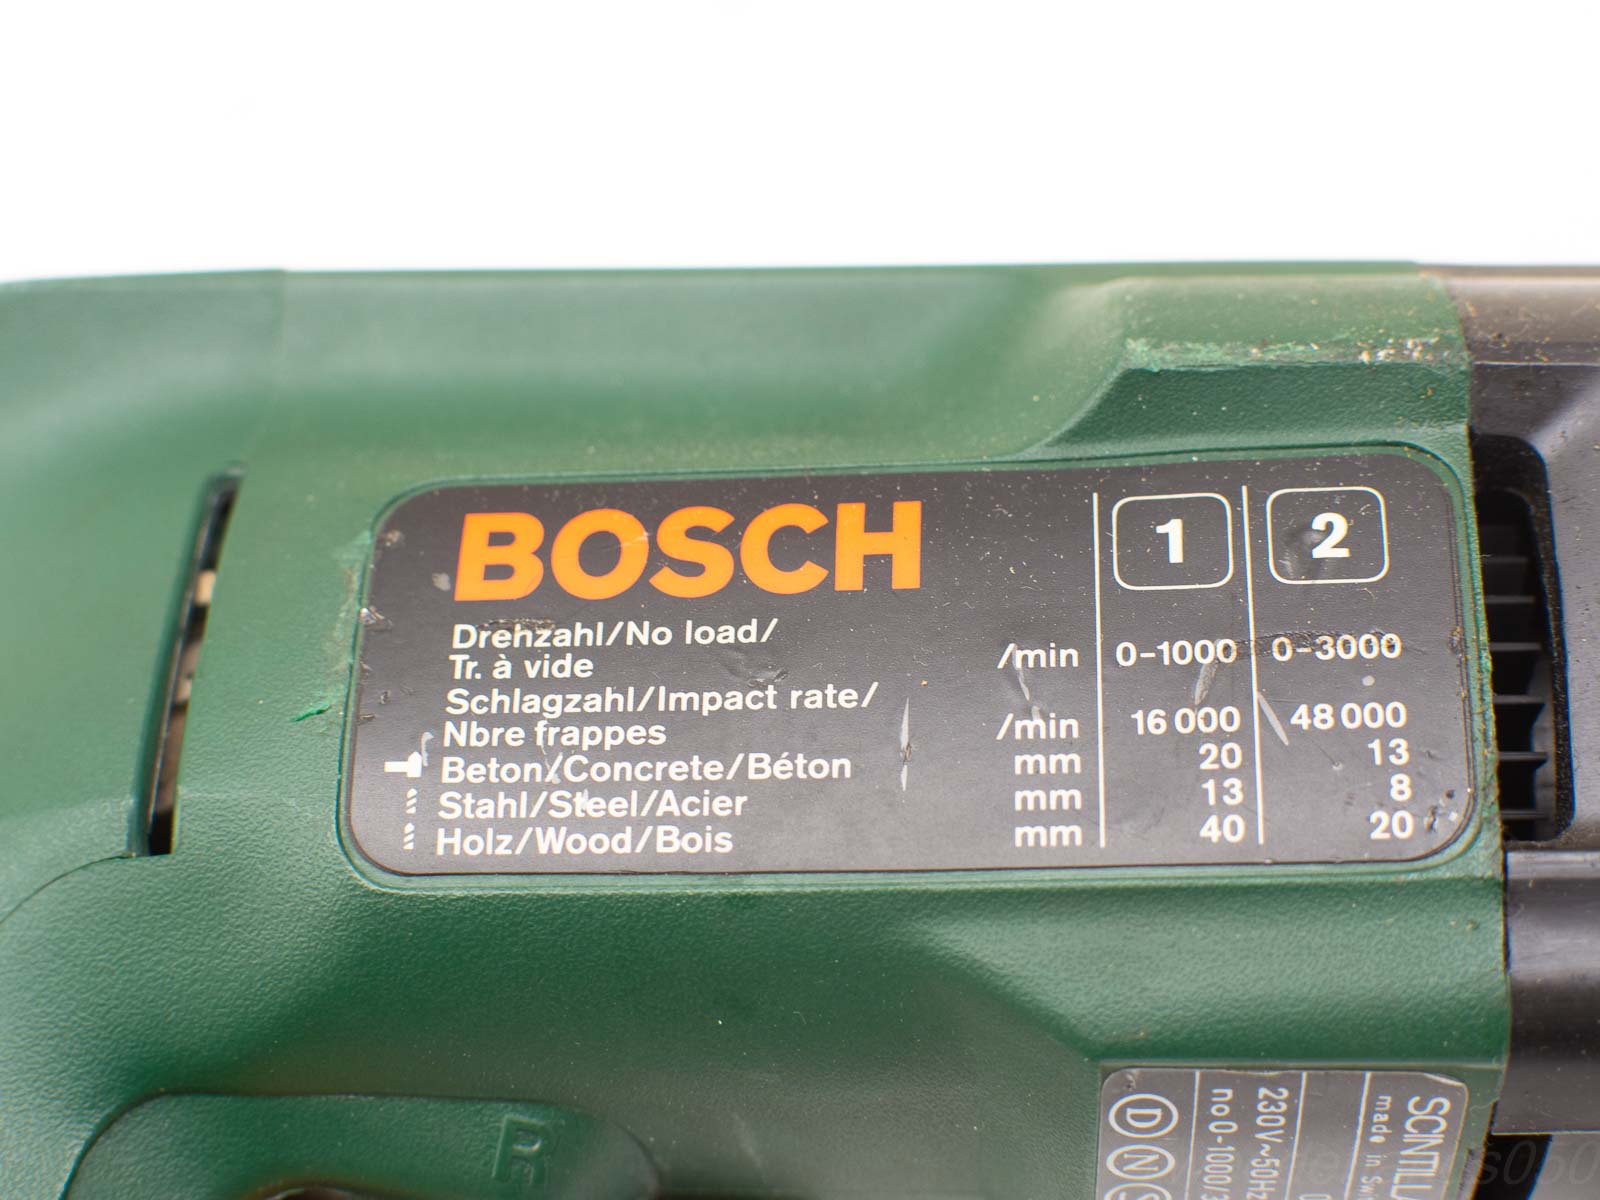 BOSCH
1 2
Drehzahl/No load/
Tr. à vide /min 0-1000 0-3000
Schlagzahl/Impact rate/
Nbre frappes /min 16 000 48 000
Beton/Concrete/Béton mm 20 13
Stahl/Steel/Acier mm 13 8
Holz/Wood/Bois mm 40 20
R
made in
230V~50Hz
D N S